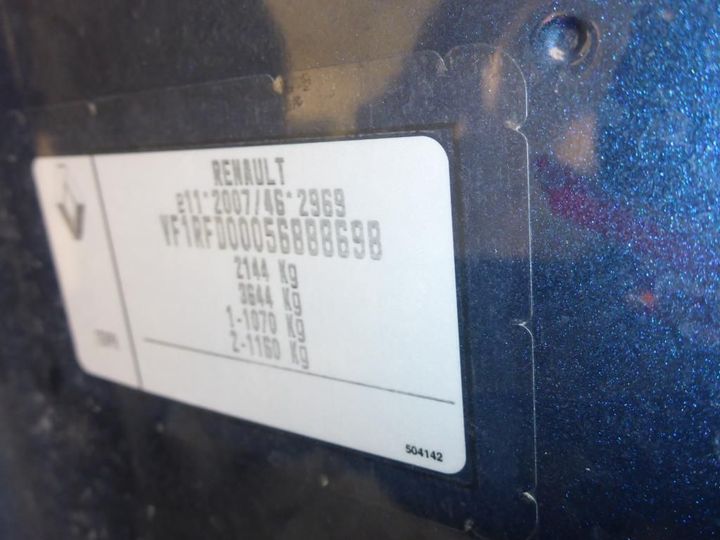 RENAULT
e11*2007/46*2969
VF1RFD00056888698
2144 Kg
3644 Kg
1-1070 Kg
2-1160 Kg
504142